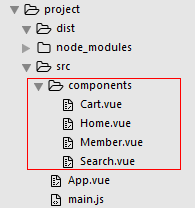 project
dist
node_modules
src
components
Cart.vue
Home.vue
Member.vue
Search.vue
App.vue
main.js